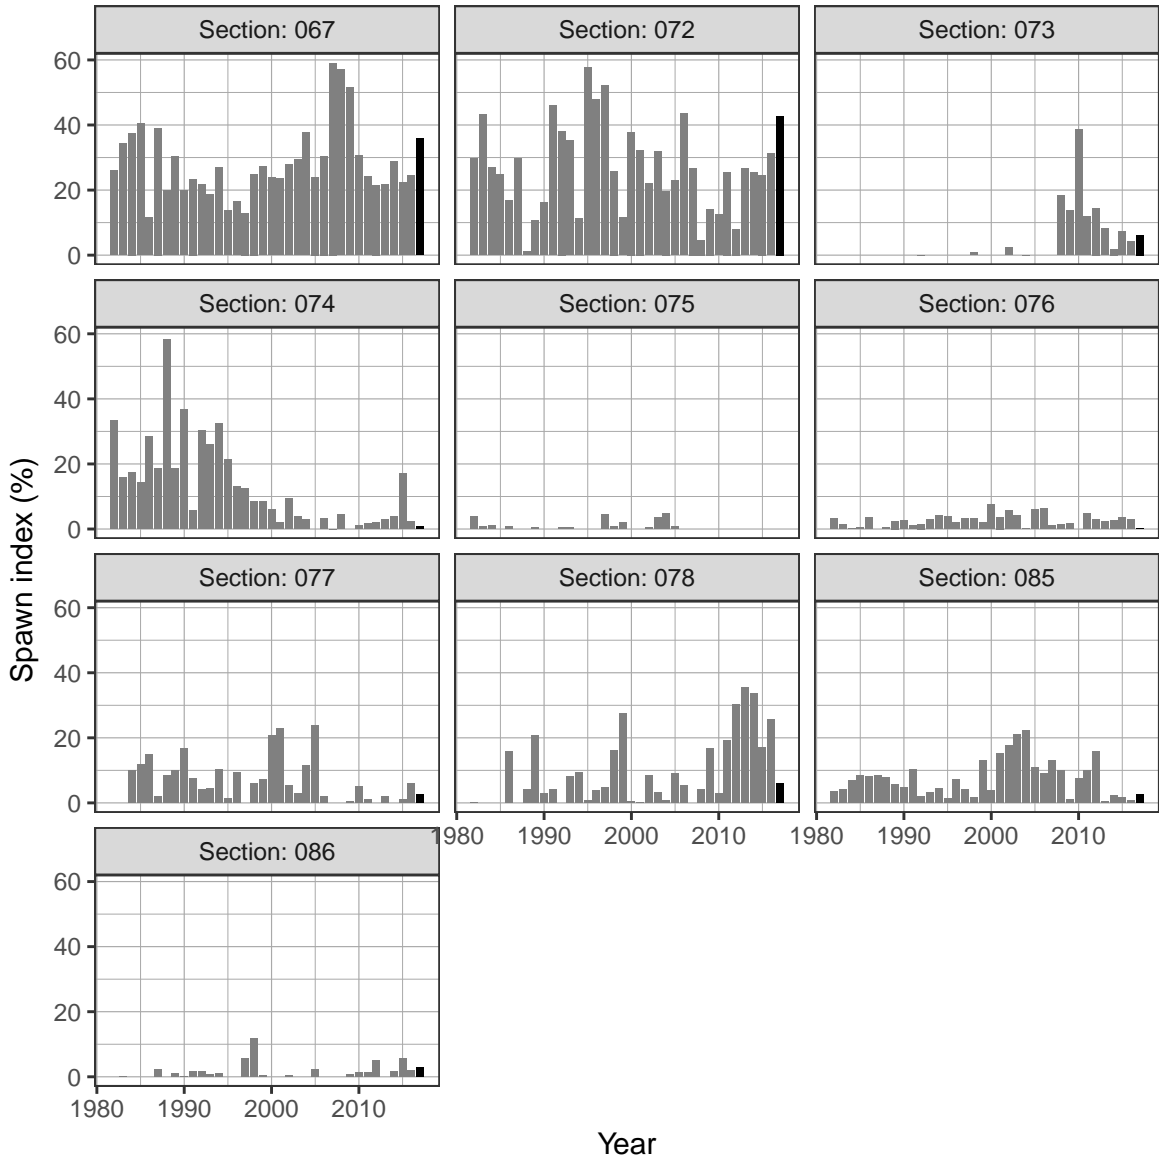 Section: 067
Section: 072
Section: 073
60
40
20
0
Section: 074
Section: 075
Section: 076
60
40
20
0
Spawn index (%)
Section: 077
Section: 078
Section: 085
60
40
20
0
1980 1990 2000 2010
1980 1990 2000 2010
Section: 086
60
40
20
0
1980 1990 2000 2010
Year